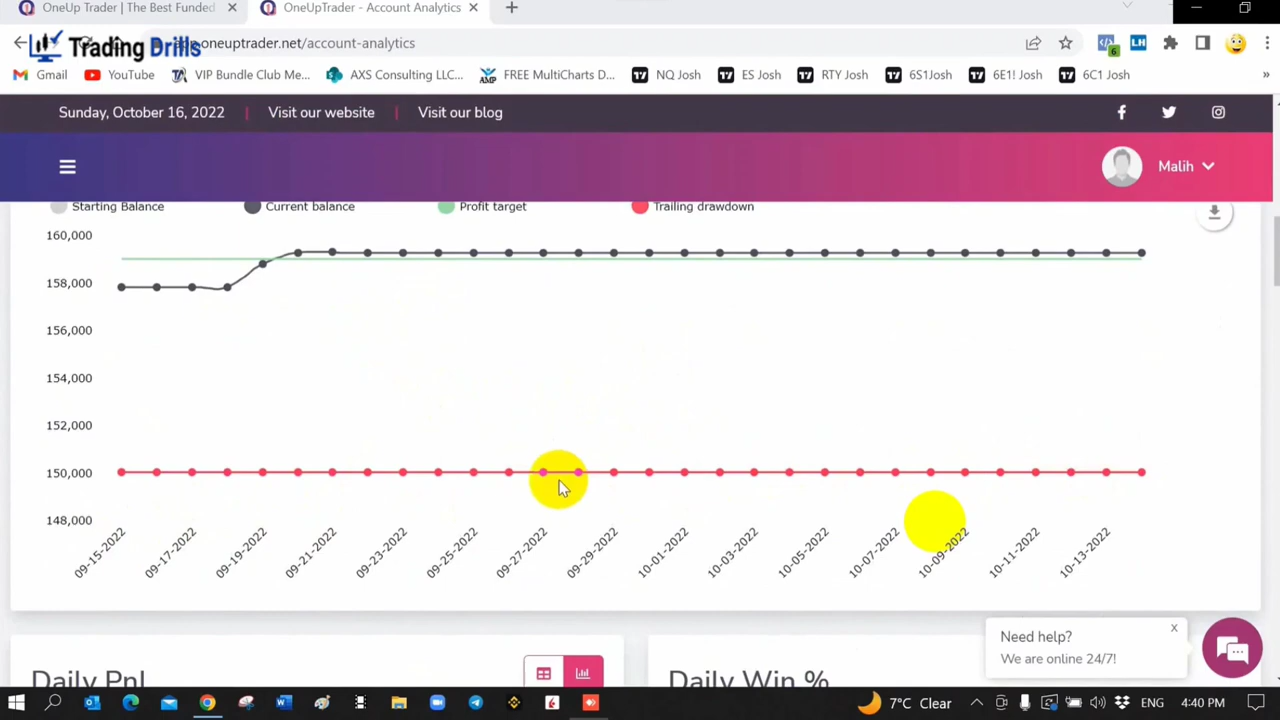 OneUp Trader | The Best Funded
OneUpTrader - Account Analytics
Trading Drills
oneuptrader.net/account-analytics
6
LH
Gmail
YouTube
VIP Bundle Club Me...
AXS Consulting LLC...
AMP
FREE MultiCharts D...
NQ Josh
ES Josh
RTY Josh
6S1Josh
6E1! Josh
6C1 Josh
»
Sunday, October 16, 2022 | Visit our website | Visit our blog
Malih
Starting Balance
Current balance
Profit target
Trailing drawdown
160,000
158,000
156,000
154,000
152,000
150,000
148,000
09-15-2022
09-17-2022
09-19-2022
09-21-2022
09-23-2022
09-25-2022
09-27-2022
09-29-2022
10-01-2022
10-03-2022
10-05-2022
10-07-2022
10-09-2022
10-11-2022
10-13-2022
Need help?
x
We are online 24/7!
Daily Pnl
Daily Win %
7°C Clear
ENG
4:40 PM